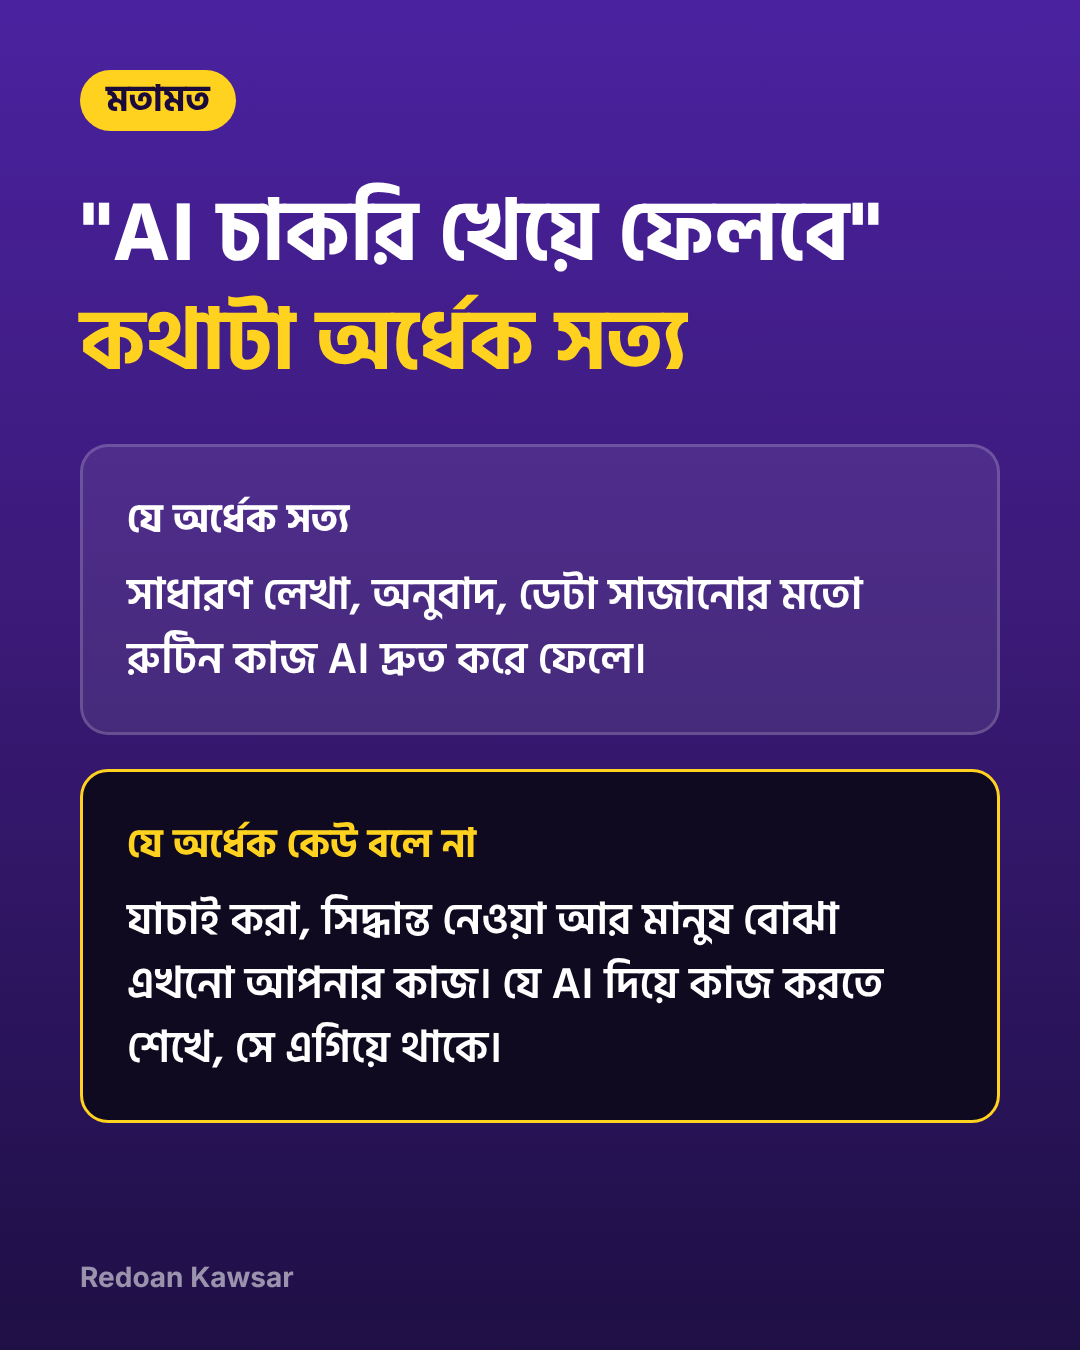 মতামত
"AI চাকরি খেয়ে ফেলবে"
কথাটা অর্ধেক সত্য
যে অর্ধেক সত্য
সাধারণ লেখা, অনুবাদ, ডেটা সাজানোর মতো
রুটিন কাজ AI দ্রুত করে ফেলে।
যে অর্ধেক কেউ বলে না
যাচাই করা, সিদ্ধান্ত নেওয়া আর মানুষ বোঝা
এখনো আপনার কাজ। যে AI দিয়ে কাজ করতে
শেখে, সে এগিয়ে থাকে।
Redoan Kawsar